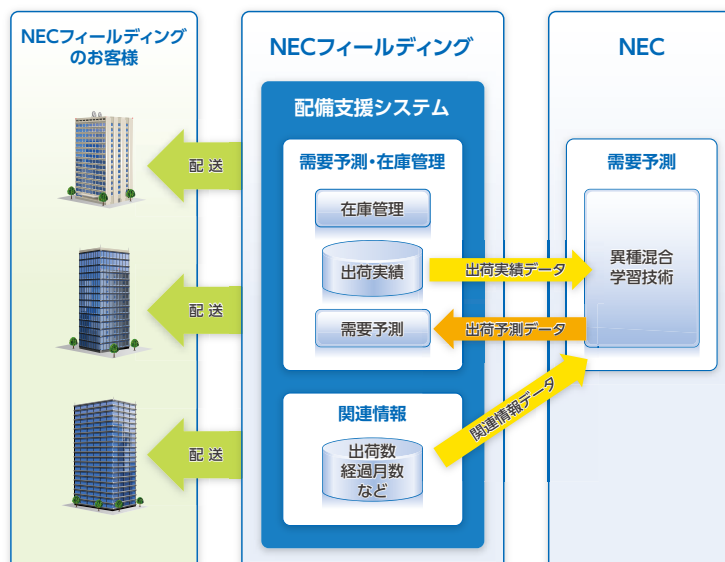 NECフィールディング
のお客様
配 送
配 送
配 送
NECフィールディング
配備支援システム
需要予測・在庫管理
在庫管理
出荷実績
需要予測
関連情報
出荷数
経過月数
など
出荷実績データ
出荷予測データ
関連情報データ
NEC
需要予測
異種混合
学習技術